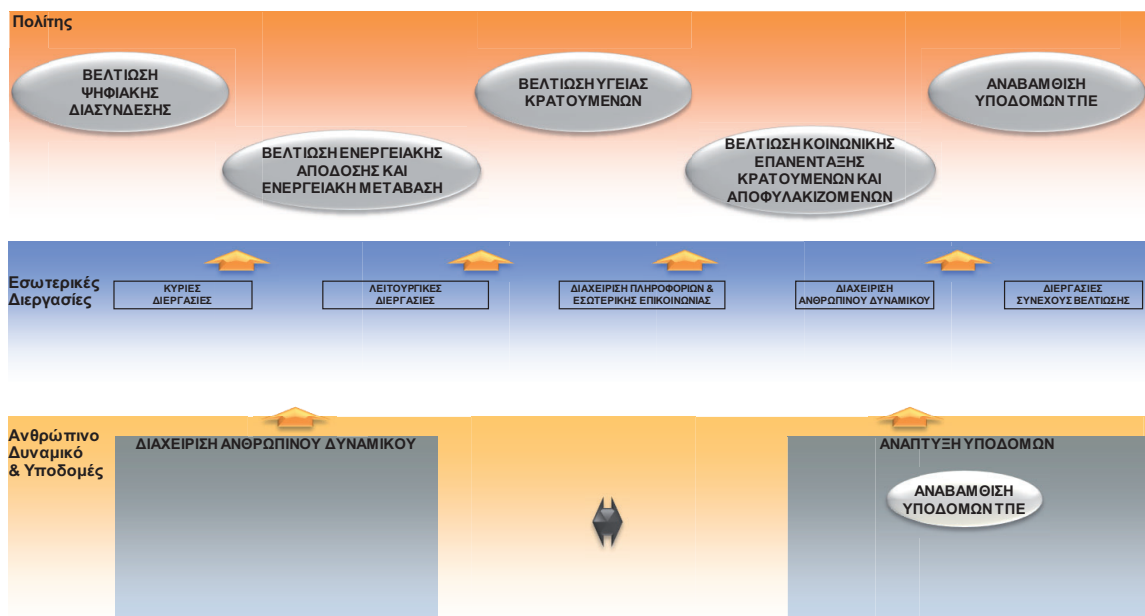 Πολίτης
ΒΕΛΤΙΩΣΗ
ΨΗΦΙΑΚΗΣ
ΔΙΑΣΥΝΔΕΣΗΣ
ΒΕΛΤΙΩΣΗ ΥΓΕΙΑΣ
ΚΡΑΤΟΥΜΕΝΩΝ
ΑΝΑΒΑΜΘΙΣΗ
ΥΠΟΔΟΜΩΝ ΤΠΕ
ΒΕΛΤΙΩΣΗ ΕΝΕΡΓΕΙΑΚΗΣ
ΑΠΟΔΟΣΗΣ ΚΑΙ
ΕΝΕΡΓΕΙΑΚΗ ΜΕΤΑΒΑΣΗ
ΒΕΛΤΙΩΣΗ ΚΟΙΝΩΝΙΚΗΣ
ΕΠΑΝΕΝΤΑΞΗΣ
ΚΡΑΤΟΥΜΕΝΩΝ ΚΑΙ
ΑΠΟΦΥΛΑΚΙΖΟΜΕΝΩΝ
Εσωτερικές
Διεργασίες
ΚΥΡΙΕΣ
ΔΙΕΡΓΑΣΙΕΣ
ΛΕΙΤΟΥΡΓΙΚΕΣ
ΔΙΕΡΓΑΣΙΕΣ
ΔΙΑΧΕΙΡΙΣΗ ΠΛΗΡΟΦΟΡΙΩΝ &
ΕΣΩΤΕΡΙΚΗΣ ΕΠΙΚΟΙΝΩΝΙΑΣ
ΔΙΑΧΕΙΡΙΣΗ
ΑΝΘΡΩΠΙΝΟΥ ΔΥΝΑΜΙΚΟΥ
ΔΙΕΡΓΑΣΙΕΣ
ΣΥΝΕΧΟΥΣ ΒΕΛΤΙΩΣΗΣ
Ανθρώπινο
Δυναμικό
& Υποδομές
ΔΙΑΧΕΙΡΙΣΗ ΑΝΘΡΩΠΙΝΟΥ ΔΥΝΑΜΙΚΟΥ
ΑΝΑΠΤΥΞΗ ΥΠΟΔΟΜΩΝ
ΑΝΑΒΑΜΘΙΣΗ
ΥΠΟΔΟΜΩΝ ΤΠΕ